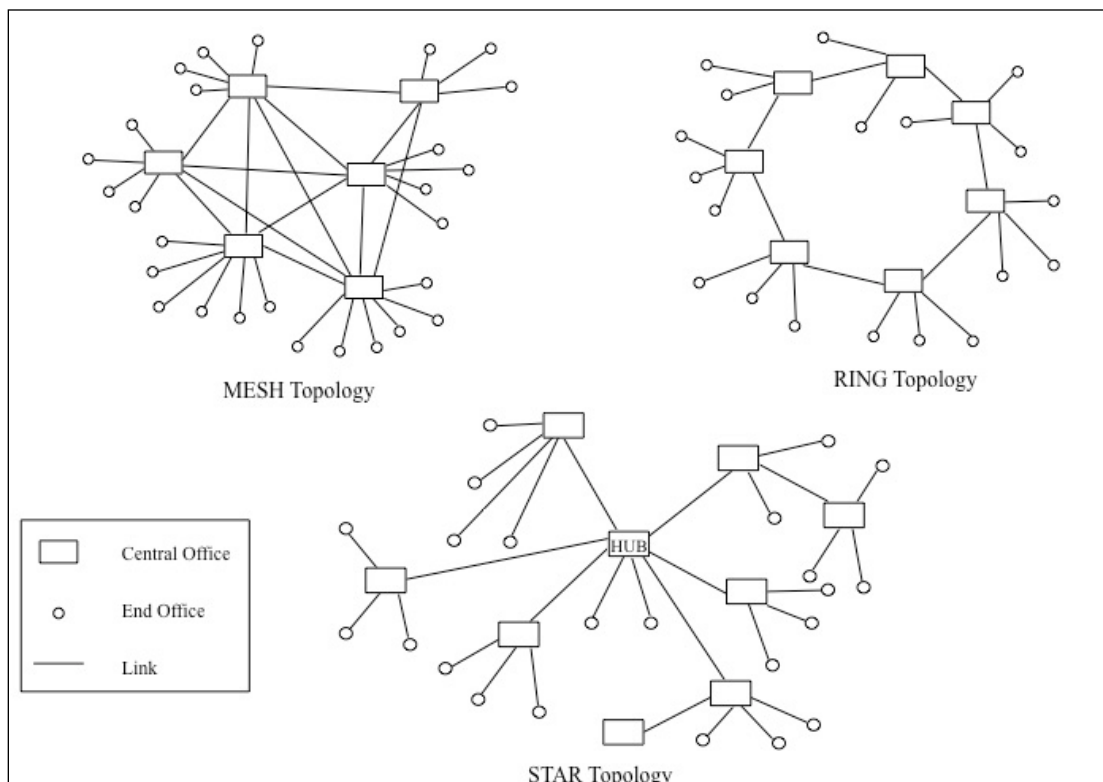 MESH Topology
RING Topology
HUB
Central Office
End Office
Link
STAR Topology